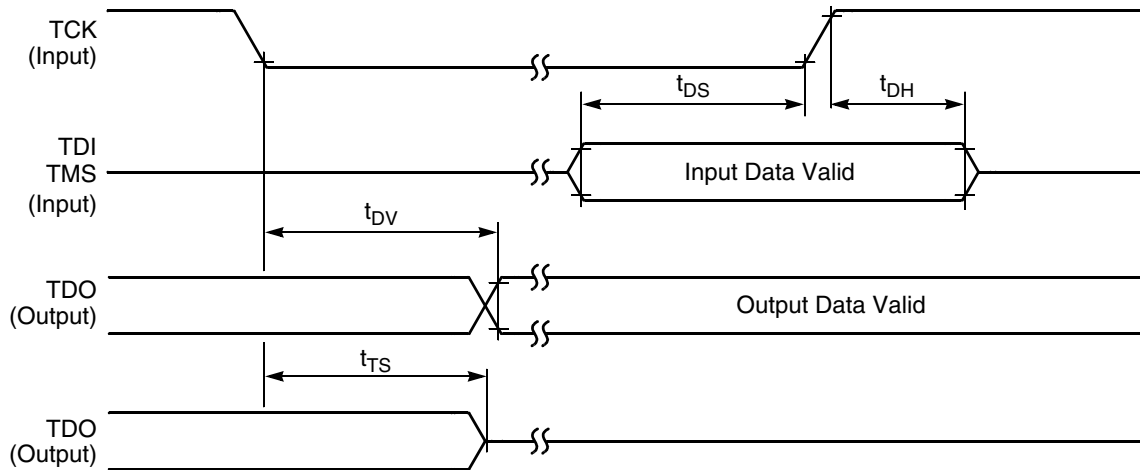 TCK
(Input)
tDS
tDH
TDI
TMS
(Input)
Input Data Valid
tDV
TDO
(Output)
Output Data Valid
tTS
TDO
(Output)